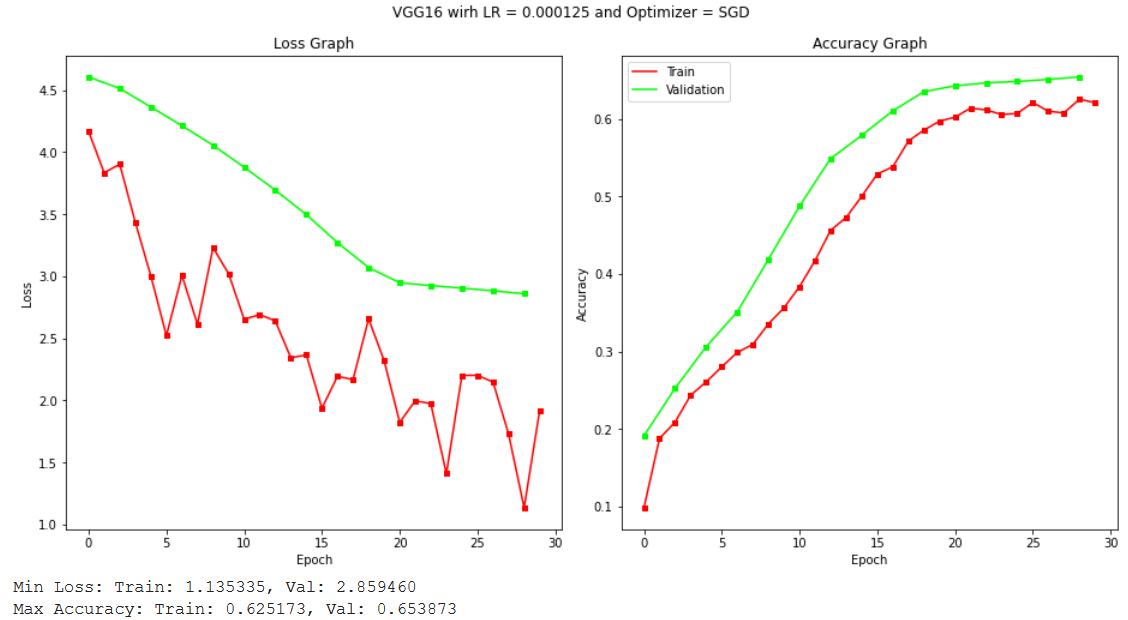 VGG16 wirh LR = 0.000125 and Optimizer = SGD
Loss Graph
4.5
4.0
3.5
3.0
2.5
2.0
1.5
1.0
Loss
0 5 10 15 20 25 30
Epoch
Accuracy Graph
Train
Validation
0.6
0.5
0.4
0.3
0.2
0.1
Accuracy
0 5 10 15 20 25 30
Epoch
Min Loss: Train: 1.135335, Val: 2.859460
Max Accuracy: Train: 0.625173, Val: 0.653873